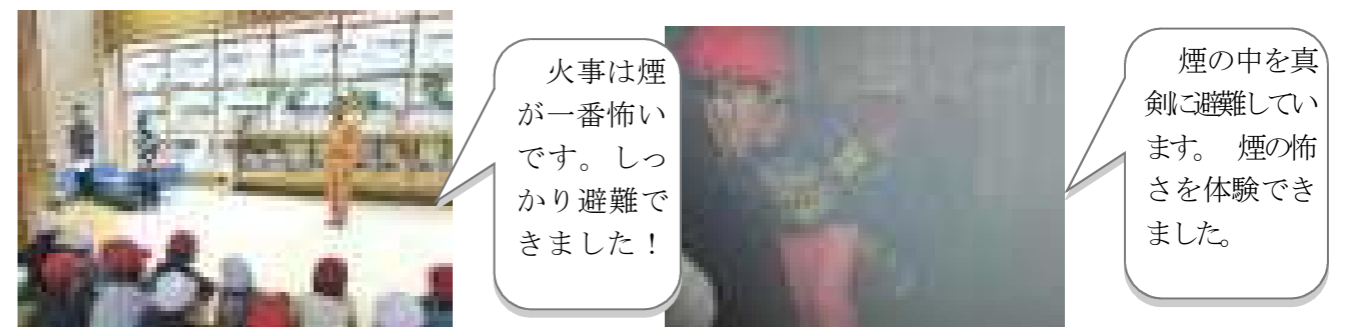 火事は煙
が一番怖い
です。しっ
かり避難で
きました！
煙の中を真
剣に避難してい
ます。　煙の怖
さを体験でき
ました。